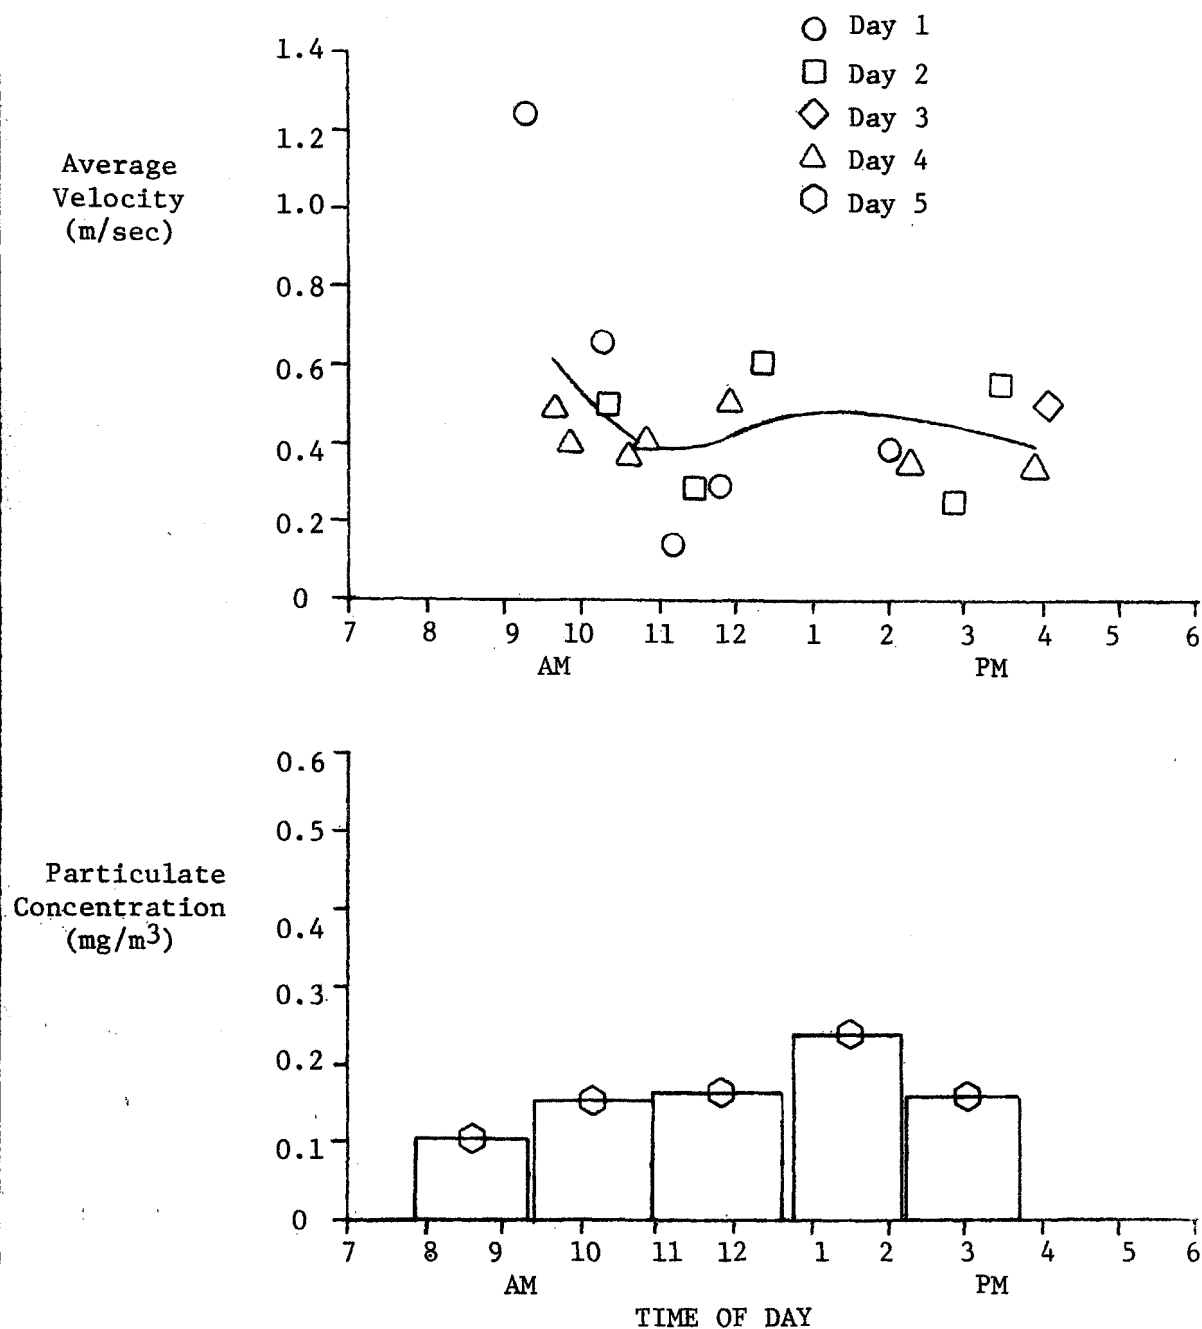 Day 1
Day 2
Day 3
Day 4
Day 5
Average
Velocity
(m/sec)
1.4
1.2
1.0
0.8
0.6
0.4
0.2
0
7 8 9 10 11 12 1 2 3 4 5 6
AM PM
Particulate
Concentration
(mg/m3)
0.6
0.5
0.4
0.3
0.2
0.1
0
7 8 9 10 11 12 1 2 3 4 5 6
AM PM
TIME OF DAY